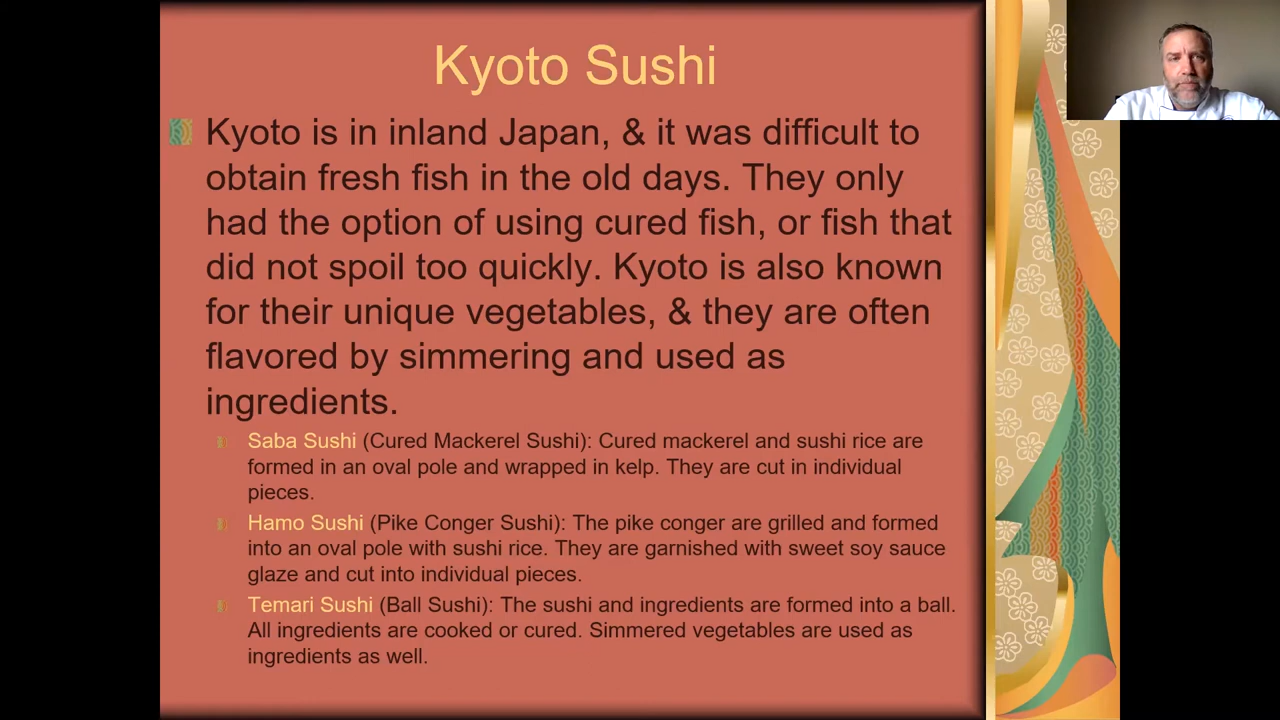 Kyoto Sushi
Kyoto is in inland Japan, & it was difficult to
obtain fresh fish in the old days. They only
had the option of using cured fish, or fish that
did not spoil too quickly. Kyoto is also known
for their unique vegetables, & they are often
flavored by simmering and used as
ingredients.
Saba Sushi (Cured Mackerel Sushi): Cured mackerel and sushi rice are
formed in an oval pole and wrapped in kelp. They are cut in individual
pieces.
Hamo Sushi (Pike Conger Sushi): The pike conger are grilled and formed
into an oval pole with sushi rice. They are garnished with sweet soy sauce
glaze and cut into individual pieces.
Temari Sushi (Ball Sushi): The sushi and ingredients are formed into a ball.
All ingredients are cooked or cured. Simmered vegetables are used as
ingredients as well.